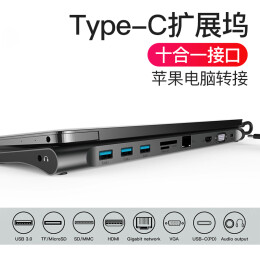 Type-C扩展坞
十合一接口
苹果电脑转接
USB 3.0
TF/MicroSD
SD/MMC
HDMI
Gigabit network
VGA
USB-C(PD)
Audio output